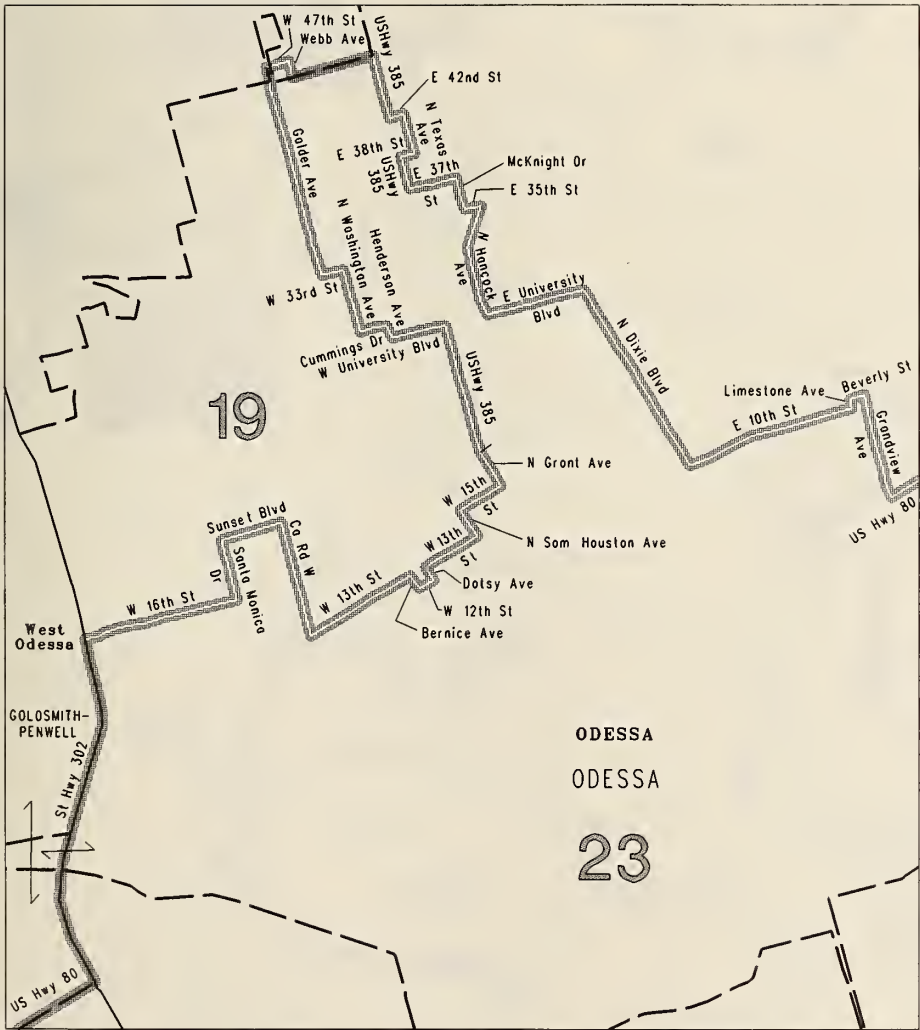 W 47th St
Webb Ave
USHwy 385
E 42nd St
N Texas
Ave
E 38th St
USHwy
385
E 37th
St
McKnight Dr
E 35th St
Golder Ave
N Washington Ave
Henderson Ave
N Hancock
Ave
W 33rd St
E University
Blvd
Cummings Dr
W University Blvd
N Dixie Blvd
USHwy 385
Limestone Ave
Beverly St
E 10th St
Grandview
Ave
US Hwy 80
19
N Gront Ave
W 15th
St
Sunset Blvd
Co Rd W
N Som Houston Ave
W 13th
St
Santa Monica
Dr
Dotsy Ave
W 13th St
W 12th St
W 16th St
Bernice Ave
West
Odessa
GOLOSMITH-
PENWELL
St Hwy 302
ODESSA
ODESSA
23
US Hwy 80